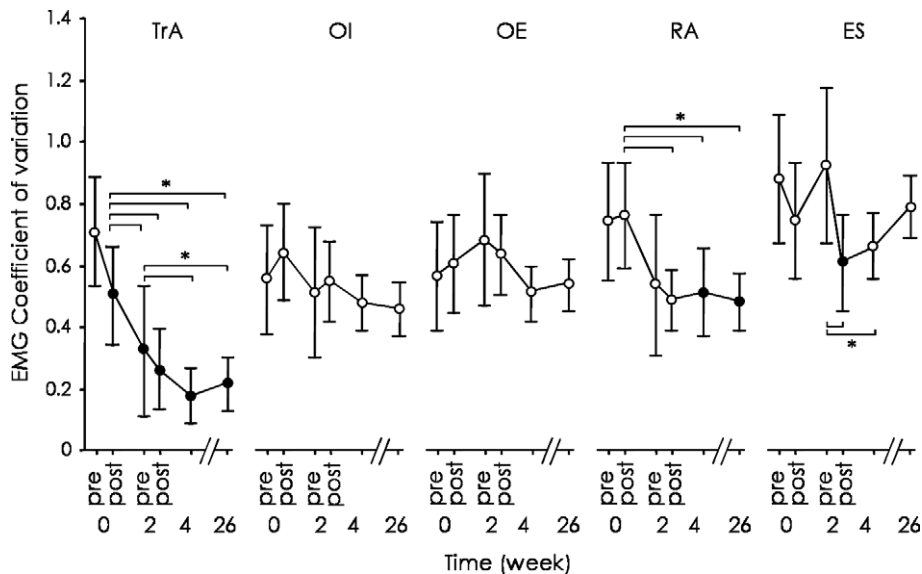 TrA OI OE RA ES
EMG Coefficient of variation
1.4
1.2
1.0
0.8
0.6
0.4
0.2
0
* * * *
pre post pre post pre post pre post pre post pre post pre post pre post pre post pre post
0 2 4 26 0 2 4 26 0 2 4 26 0 2 4 26 0 2 4 26
Time (week)